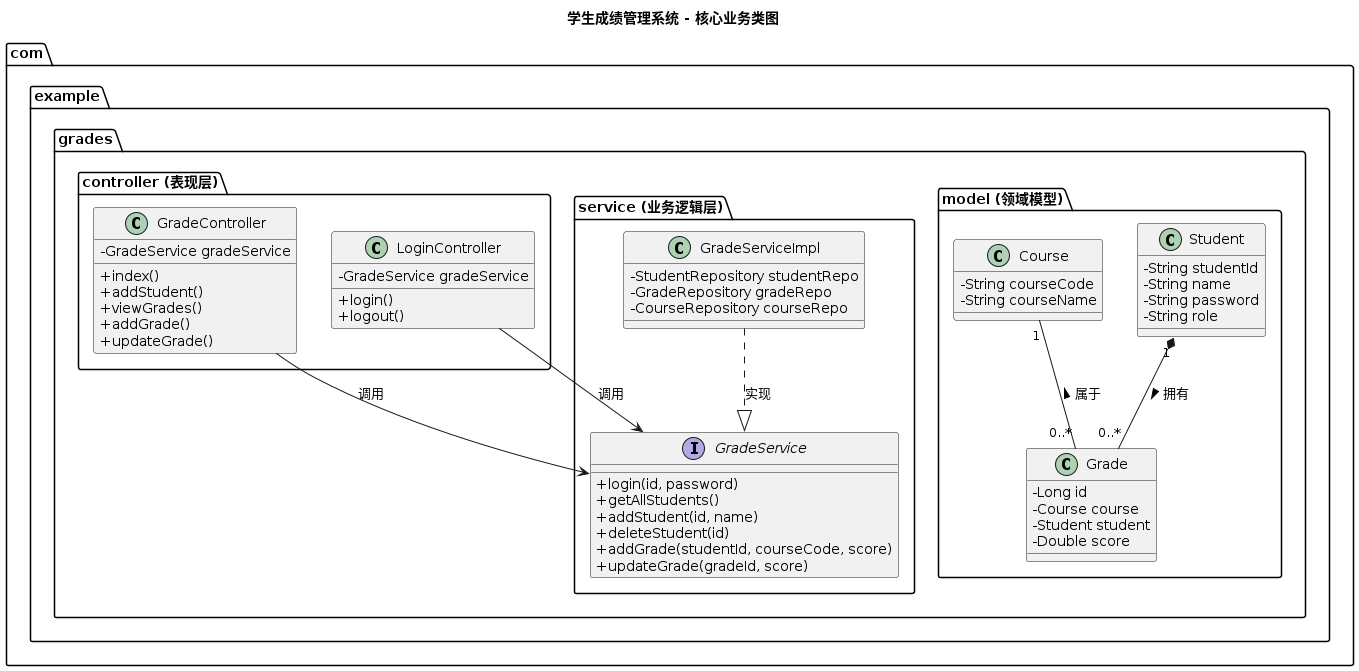 学生成绩管理系统 - 核心业务类图
com
example
grades
controller (表现层)
C GradeController
-GradeService gradeService
+index()
+addStudent()
+viewGrades()
+addGrade()
+updateGrade()
C LoginController
-GradeService gradeService
+login()
+logout()
service (业务逻辑层)
C GradeServiceImpl
-StudentRepository studentRepo
-GradeRepository gradeRepo
-CourseRepository courseRepo
调用
调用
实现
I GradeService
+login(id, password)
+getAllStudents()
+addStudent(id, name)
+deleteStudent(id)
+addGrade(studentId, courseCode, score)
+updateGrade(gradeId, score)
model (领域模型)
C Course
-String courseCode
-String courseName
C Student
-String studentId
-String name
-String password
-String role
1
1
属于
拥有
0..*
0..*
C Grade
-Long id
-Course course
-Student student
-Double score